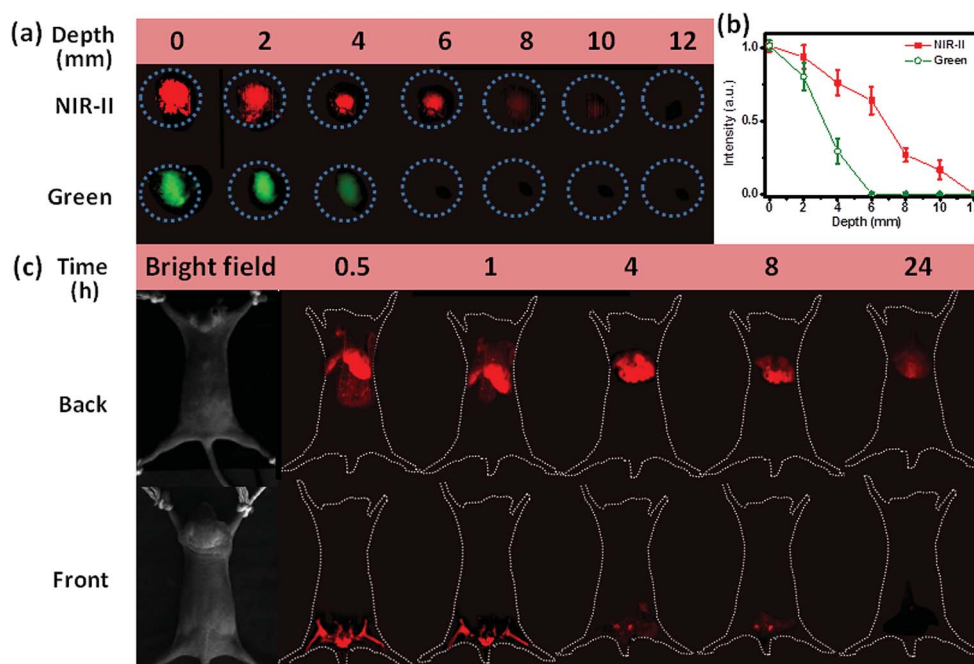 (a) Depth (mm) 0 2 4 6 8 10 12
NIR-II
Green
(b)
NIR-II
Green
Intensity (a.u.)
1.0
0.5
0.0
0 2 4 6 8 10
Depth (mm)
(c) Time (h) Bright field 0.5 1 4 8 24
Back
Front